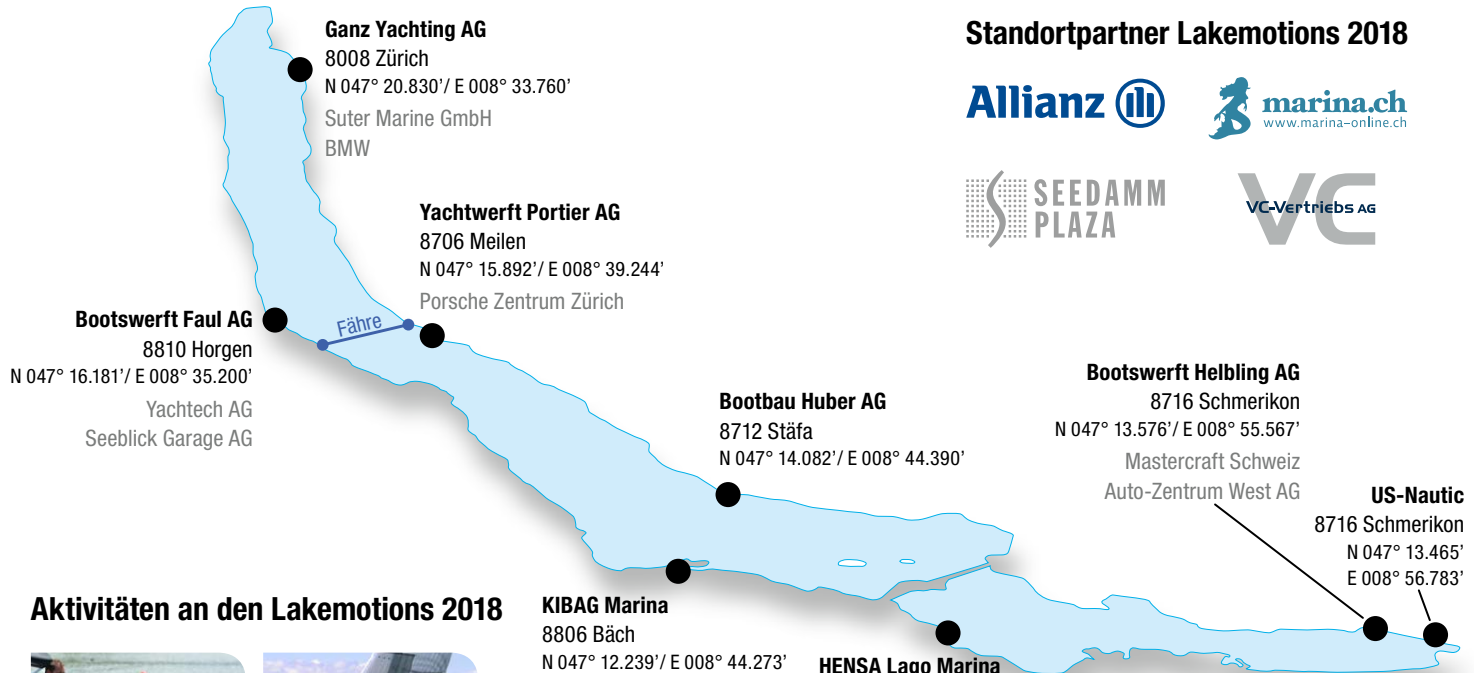 Ganz Yachting AG
8008 Zürich
N 047° 20.830’/ E 008° 33.760’
Suter Marine GmbH
BMW
Standortpartner Lakemotions 2018
Allianz
marina.ch
www.marina-online.ch
SEEDAMM
PLAZA
VC
VC-Vertriebs AG
Yachtwerft Portier AG
8706 Meilen
N 047° 15.892’/ E 008° 39.244’
Porsche Zentrum Zürich
Fähre
Bootswerft Faul AG
8810 Horgen
N 047° 16.181’/ E 008° 35.200’
Yachtech AG
Seeblick Garage AG
Bootbau Huber AG
8712 Stäfa
N 047° 14.082’/ E 008° 44.390’
Bootswerft Helbling AG
8716 Schmerikon
N 047° 13.576’/ E 008° 55.567’
Mastercraft Schweiz
Auto-Zentrum West AG
US-Nautic
8716 Schmerikon
N 047° 13.465’
E 008° 56.783’
Aktivitäten an den Lakemotions 2018
KIBAG Marina
8806 Bäch
N 047° 12.239’/ E 008° 44.273’
HENSA Lago Marina